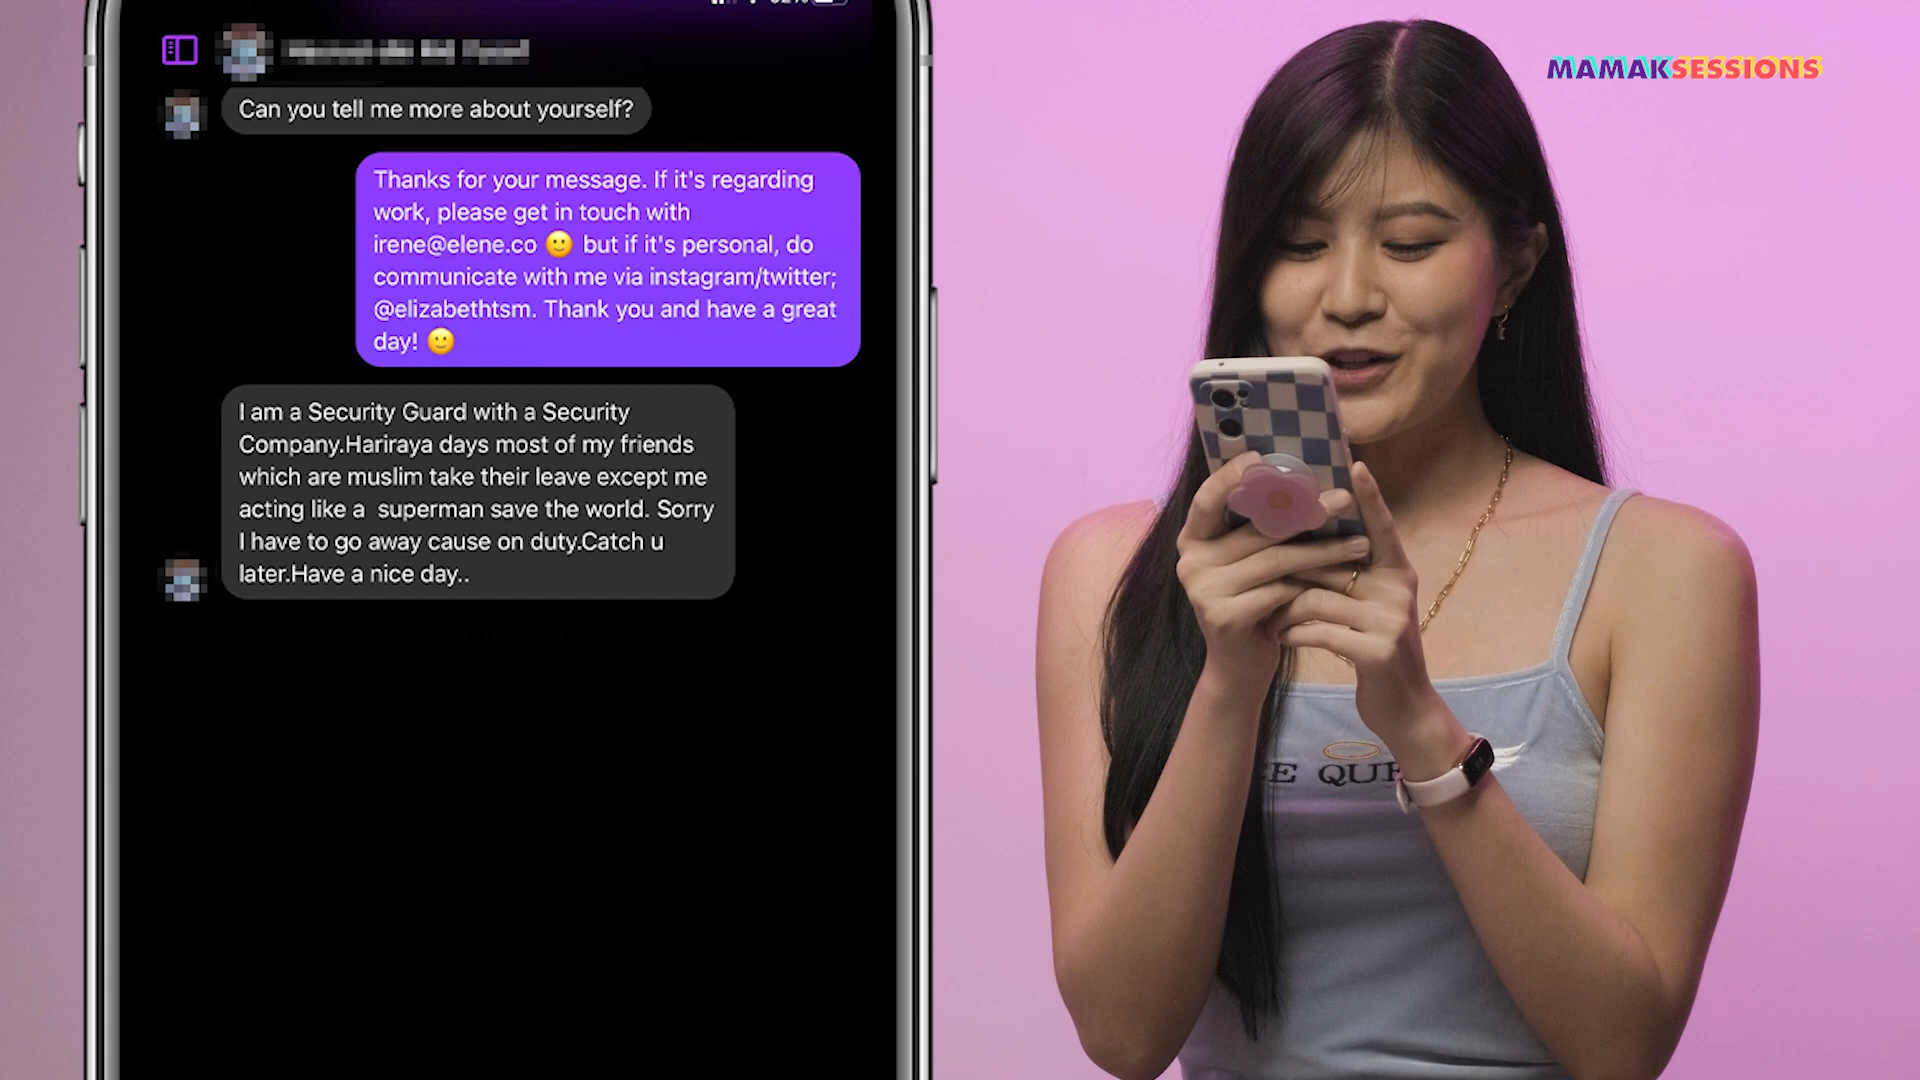 MAMAKSESSIONS
Can you tell me more about yourself?
Thanks for your message. If it's regarding
work, please get in touch with
irene@elene.co 🙂 but if it's personal, do
communicate with me via instagram/twitter;
@elizabethtsm. Thank you and have a great
day! 🙂
I am a Security Guard with a Security
Company.Hariraya days most of my friends
which are muslim take their leave except me
acting like a  superman save the world. Sorry
I have to go away cause on duty.Catch u
later.Have a nice day..
E QUE